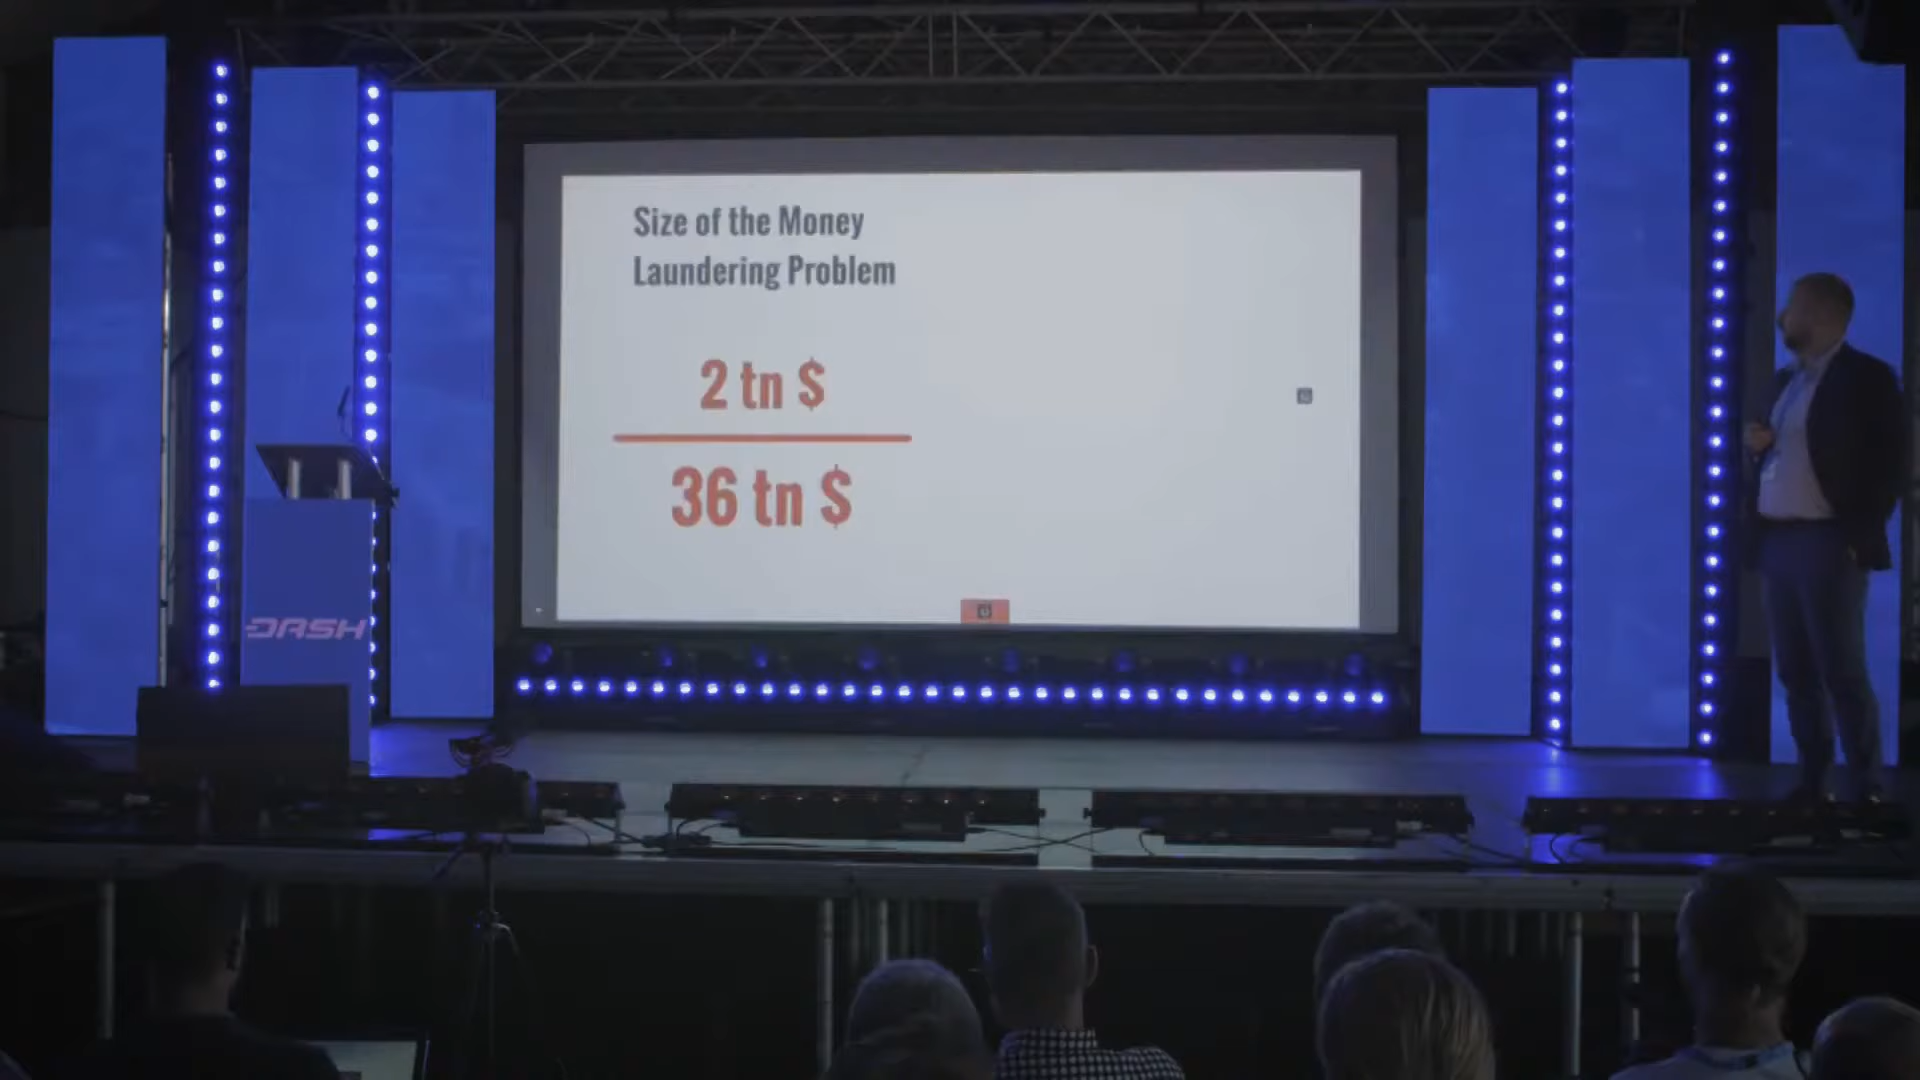 Size of the Money
Laundering Problem
2 tn $
36 tn $
DASH